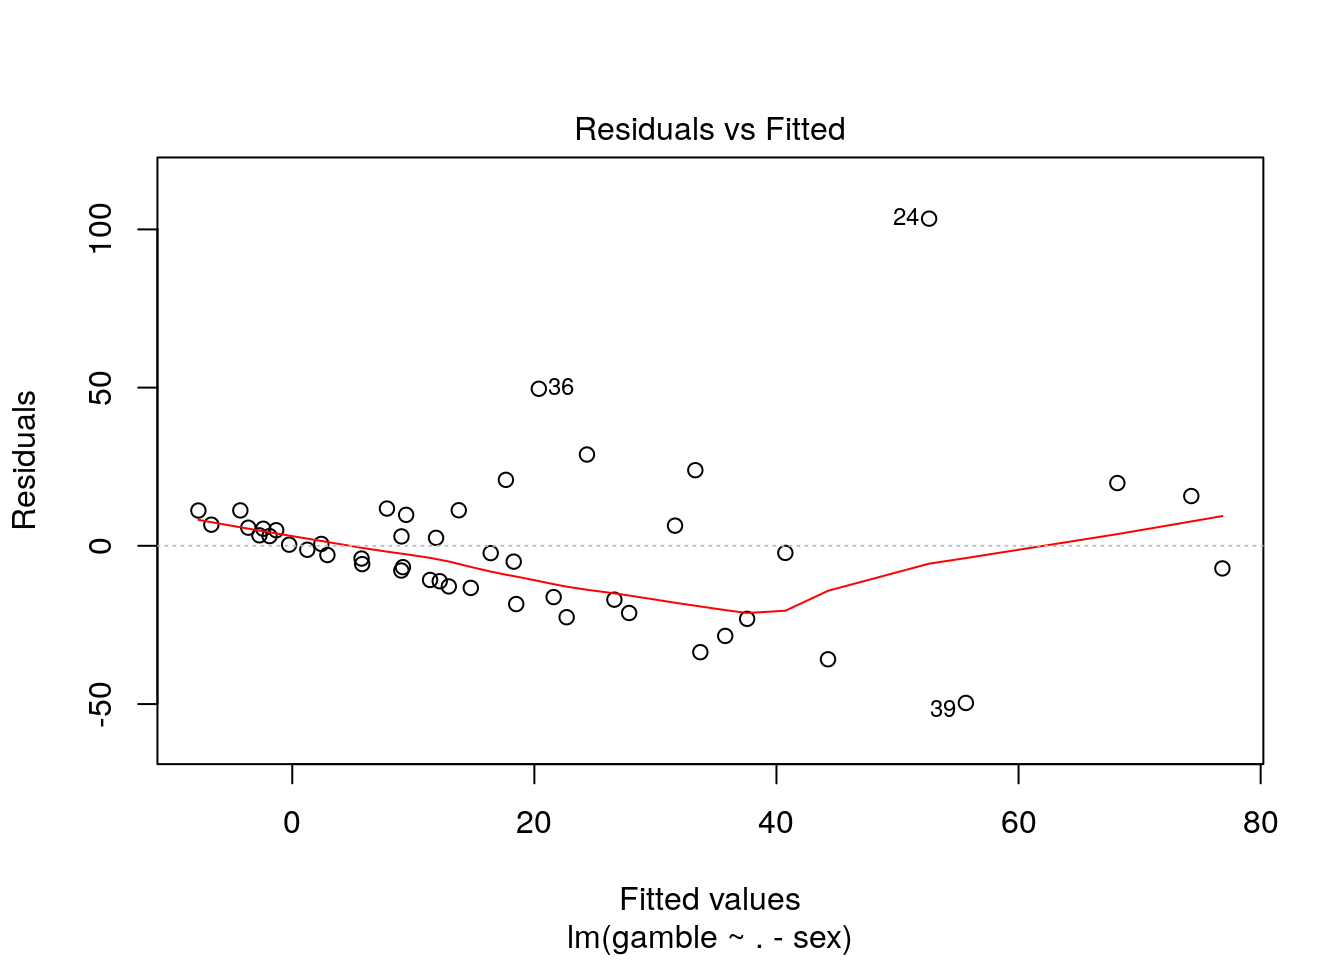 Residuals vs Fitted
Residuals
100
50
0
-50
24
36
39
0 20 40 60 80
Fitted values
lm(gamble ~ . - sex)